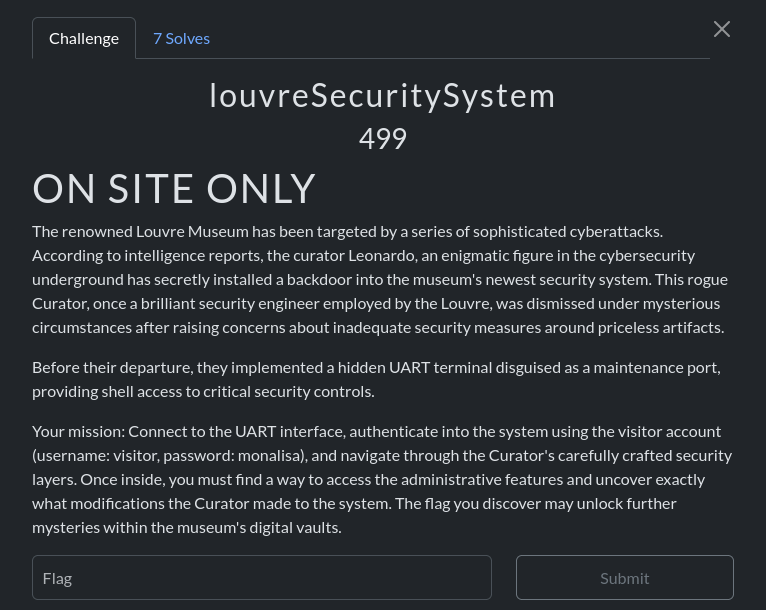 Challenge
7 Solves
louvreSecuritySystem
499
ON SITE ONLY
The renowned Louvre Museum has been targeted by a series of sophisticated cyberattacks.
According to intelligence reports, the curator Leonardo, an enigmatic figure in the cybersecurity
underground has secretly installed a backdoor into the museum's newest security system. This rogue
Curator, once a brilliant security engineer employed by the Louvre, was dismissed under mysterious
circumstances after raising concerns about inadequate security measures around priceless artifacts.
Before their departure, they implemented a hidden UART terminal disguised as a maintenance port,
providing shell access to critical security controls.
Your mission: Connect to the UART interface, authenticate into the system using the visitor account
(username: visitor, password: monalisa), and navigate through the Curator's carefully crafted security
layers. Once inside, you must find a way to access the administrative features and uncover exactly
what modifications the Curator made to the system. The flag you discover may unlock further
mysteries within the museum's digital vaults.
Flag
Submit